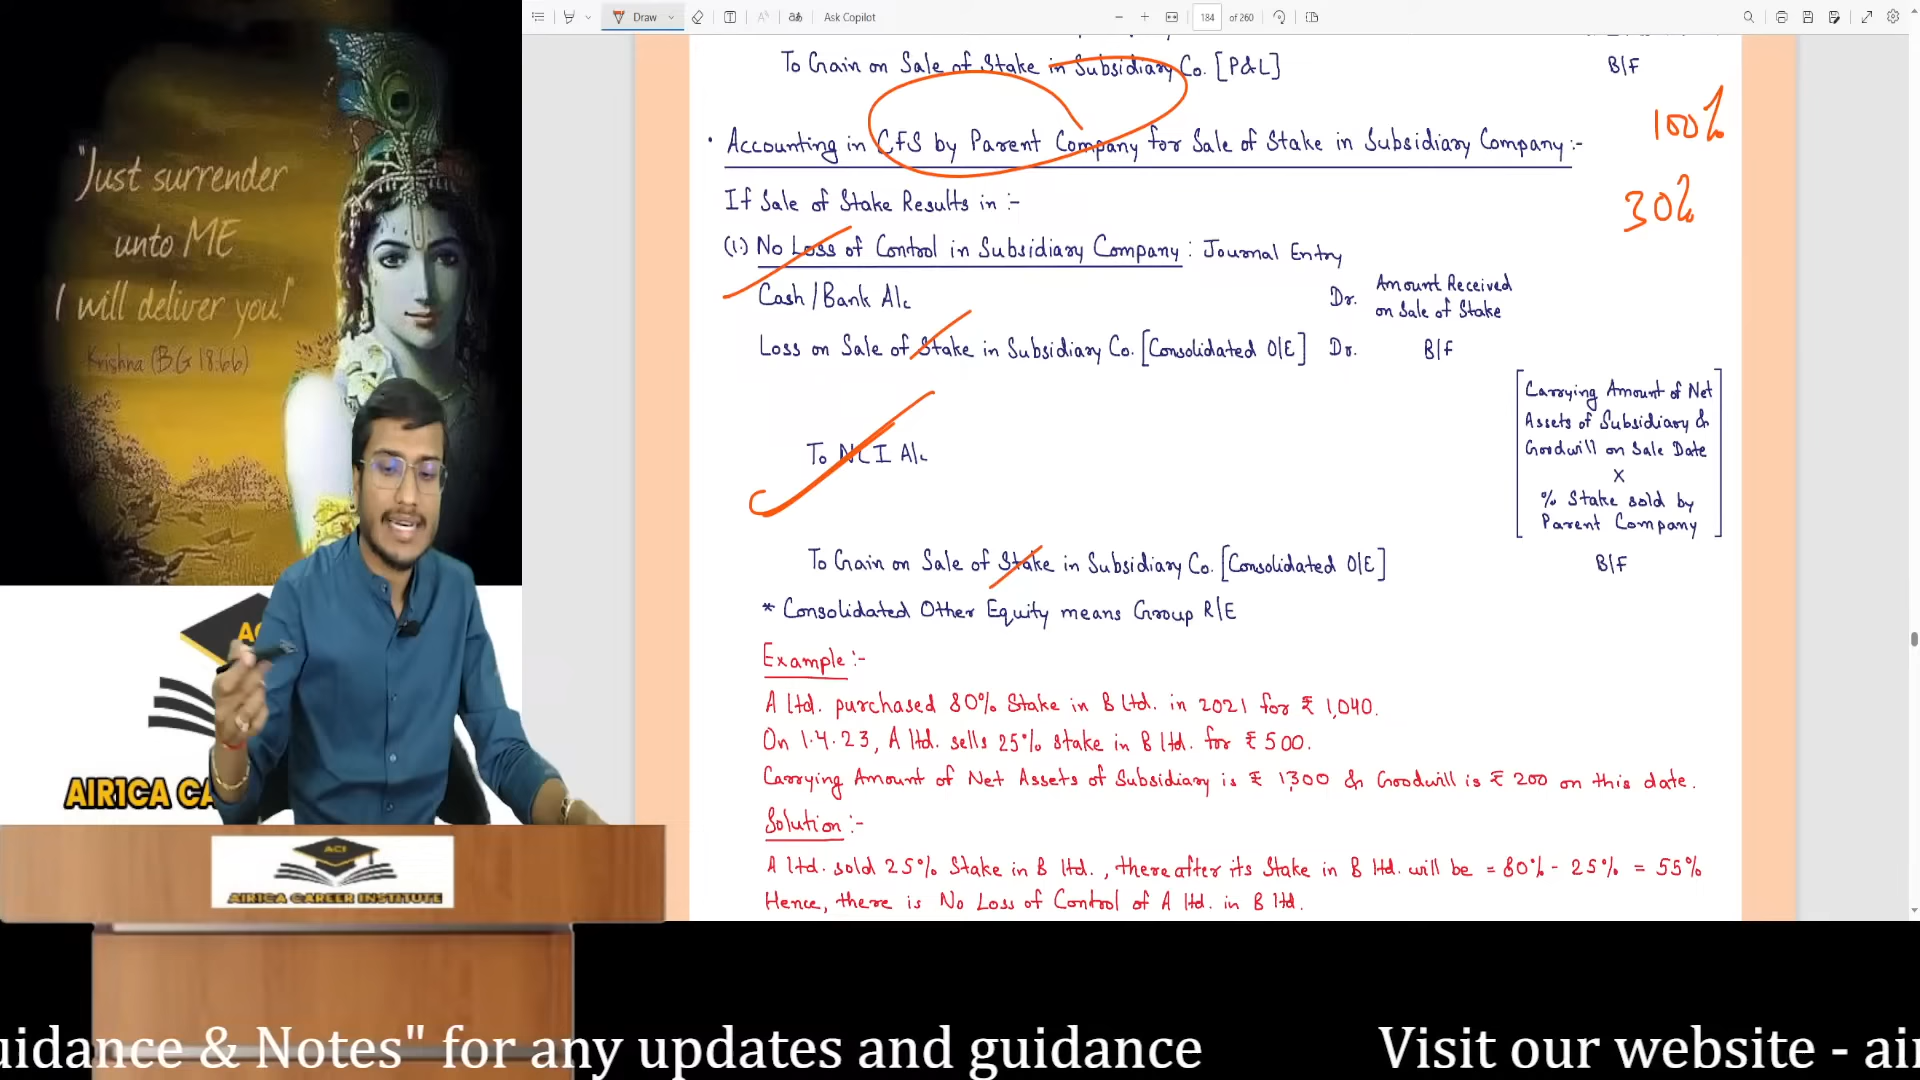 Draw
Ask Copilot
184 of 260
To Gain on Sale of Stake in Subsidiary Co. [P&L] B/F
100%
• Accounting in CFS by Parent Company for Sale of Stake in Subsidiary Company :-
30%
If Sale of Stake Results in :-
(1.) No Loss of Control in Subsidiary Company : Journal Entry
Cash/Bank A/c Dr. Amount Received on Sale of Stake
Loss on Sale of Stake in Subsidiary Co. [Consolidated O/E] Dr. B/F
To NCI A/c
[Carrying Amount of Net
Assets of Subsidiary &
Goodwill on Sale Date
X
% Stake sold by
Parent Company]
To Gain on Sale of Stake in Subsidiary Co. [Consolidated O/E] B/F
* Consolidated Other Equity means Group R/E
Example :-
A ltd. purchased 80% Stake in B Ltd. in 2021 for ₹ 1,040.
On 1.4.23, A ltd. sells 25% stake in B ltd. for ₹ 500.
Carrying Amount of Net Assets of Subsidiary is ₹ 1,300 & Goodwill is ₹ 200 on this date.
Solution :-
A ltd. sold 25% Stake in B ltd., thereafter its Stake in B ltd. will be = 80% - 25% = 55%
Hence, there is No Loss of Control of A ltd. in B ltd.
"Just surrender
unto ME
I will deliver you!"
Krishna (B.G 18.66)
AIR1CA CA
ACI
AIR1CA CAREER INSTITUTE
uidance & Notes" for any updates and guidance
Visit our website - ai